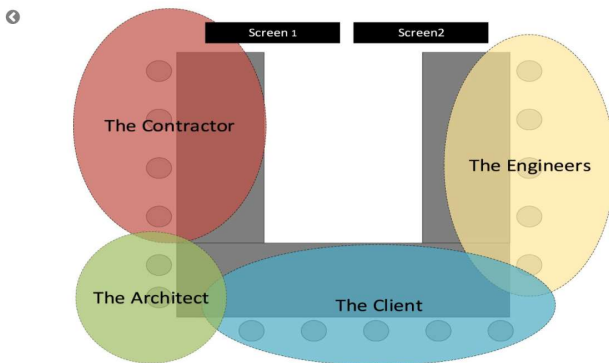 Screen 1
Screen2
The Contractor
The Engineers
The Architect
The Client